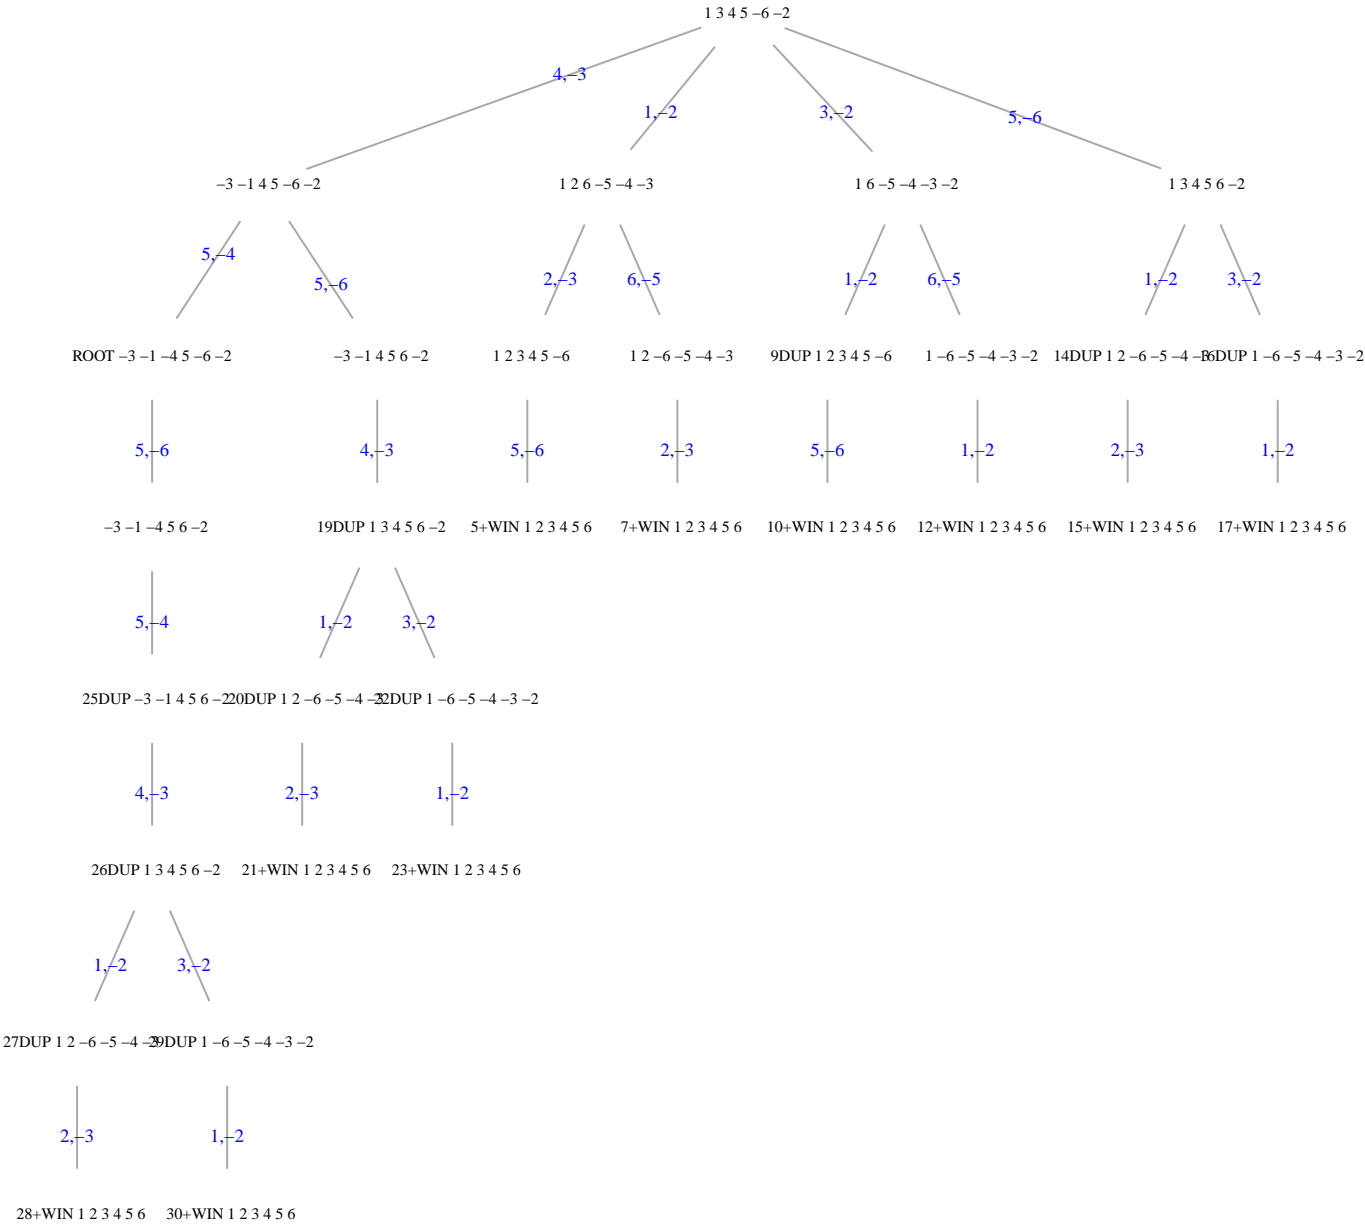 1 3 4 5 –6 –2
4,–3
1,–2
3,–2
5,–6
–3 –1 4 5 –6 –2
1 2 6 –5 –4 –3
1 6 –5 –4 –3 –2
1 3 4 5 6 –2
5,–4
5,–6
2,–3
6,–5
1,–2
6,–5
1,–2
3,–2
ROOT –3 –1 –4 5 –6 –2
–3 –1 4 5 6 –2
1 2 3 4 5 –6
1 2 –6 –5 –4 –3
9DUP 1 2 3 4 5 –6
1 –6 –5 –4 –3 –2
14DUP 1 2 –6 –5 –4 –3
16DUP 1 –6 –5 –4 –3 –2
5,–6
4,–3
5,–6
2,–3
5,–6
1,–2
2,–3
1,–2
–3 –1 –4 5 6 –2
19DUP 1 3 4 5 6 –2
5+WIN 1 2 3 4 5 6
7+WIN 1 2 3 4 5 6
10+WIN 1 2 3 4 5 6
12+WIN 1 2 3 4 5 6
15+WIN 1 2 3 4 5 6
17+WIN 1 2 3 4 5 6
5,–4
1,–2
3,–2
25DUP –3 –1 4 5 6 –2
20DUP 1 2 –6 –5 –4 –3
22DUP 1 –6 –5 –4 –3 –2
4,–3
2,–3
1,–2
26DUP 1 3 4 5 6 –2
21+WIN 1 2 3 4 5 6
23+WIN 1 2 3 4 5 6
1,–2
3,–2
27DUP 1 2 –6 –5 –4 –3
29DUP 1 –6 –5 –4 –3 –2
2,–3
1,–2
28+WIN 1 2 3 4 5 6
30+WIN 1 2 3 4 5 6